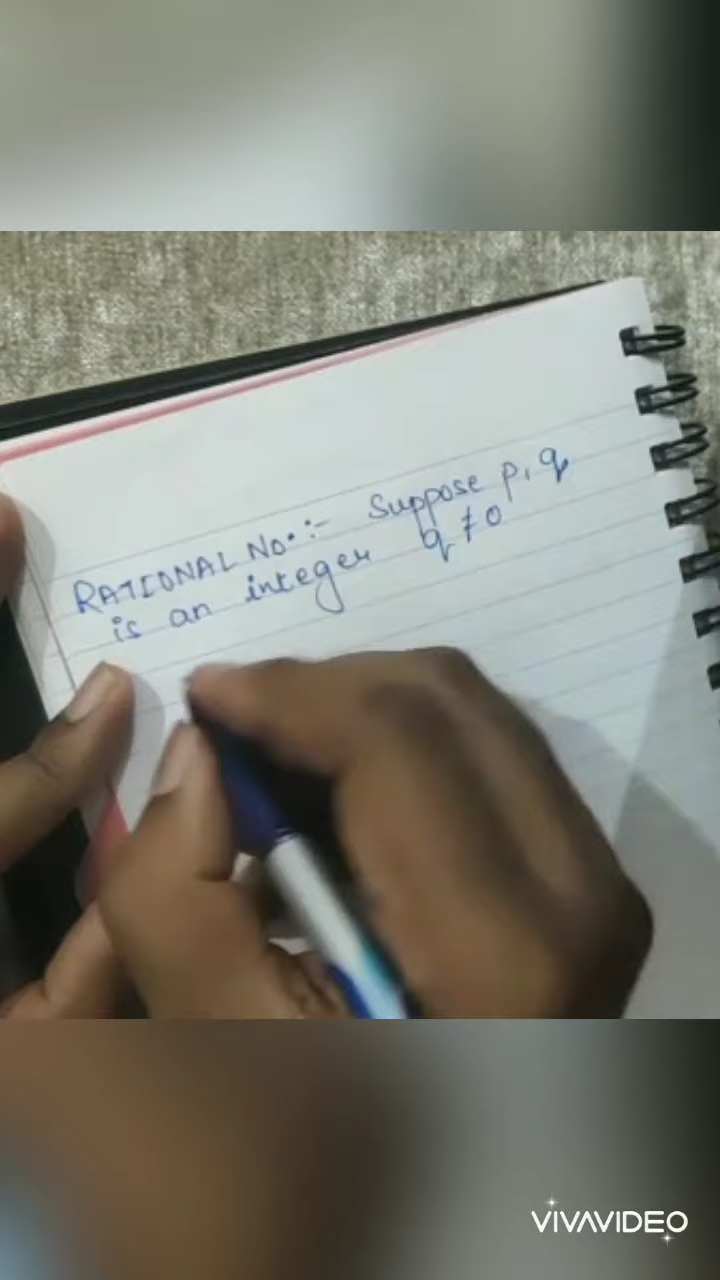 RATIONAL No.:- Suppose p, q
is an integer q ≠ 0
VIVAVIDEO